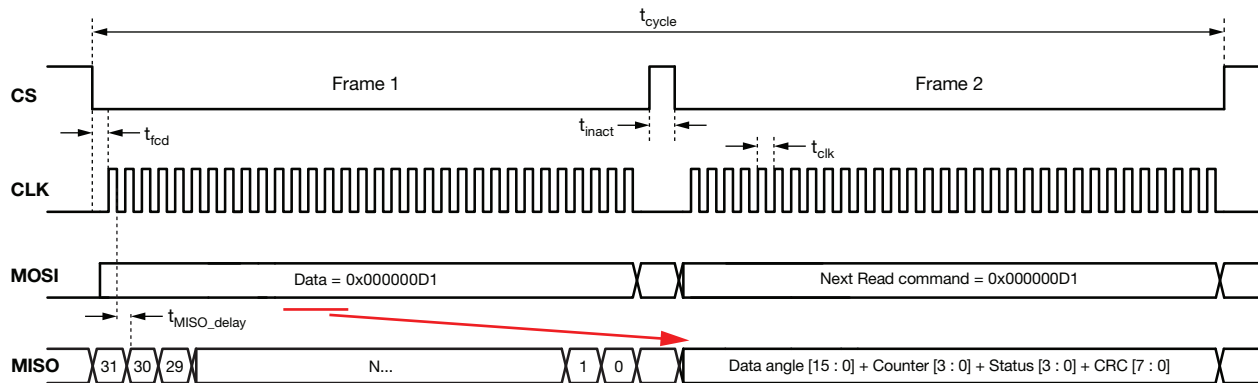 t_cycle
CS
Frame 1
Frame 2
t_fcd
t_inact
t_clk
CLK
MOSI
Data = 0x000000D1
Next Read command = 0x000000D1
t_MISO_delay
MISO
31
30
29
N...
1
0
Data angle [15 : 0] + Counter [3 : 0] + Status [3 : 0] + CRC [7 : 0]